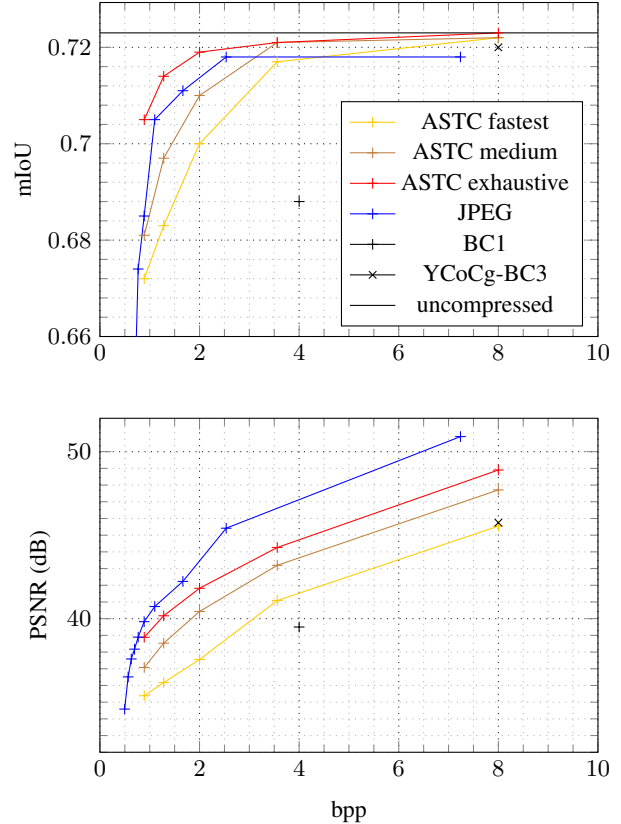 0.72
0.7
0.68
0.66
mIoU
ASTC fastest
ASTC medium
ASTC exhaustive
JPEG
BC1
YCoCg-BC3
uncompressed
0 2 4 6 8 10
50
40
PSNR (dB)
0 2 4 6 8 10
bpp